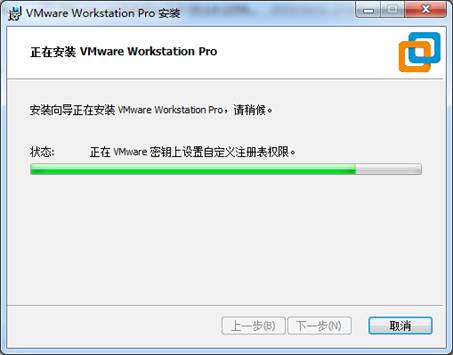 VMware Workstation Pro 安装
正在安装 VMware Workstation Pro
安装向导正在安装 VMware Workstation Pro，请稍候。
状态: 正在 VMware 密钥上设置自定义注册表权限。
上一步(B) 下一步(N) 取消